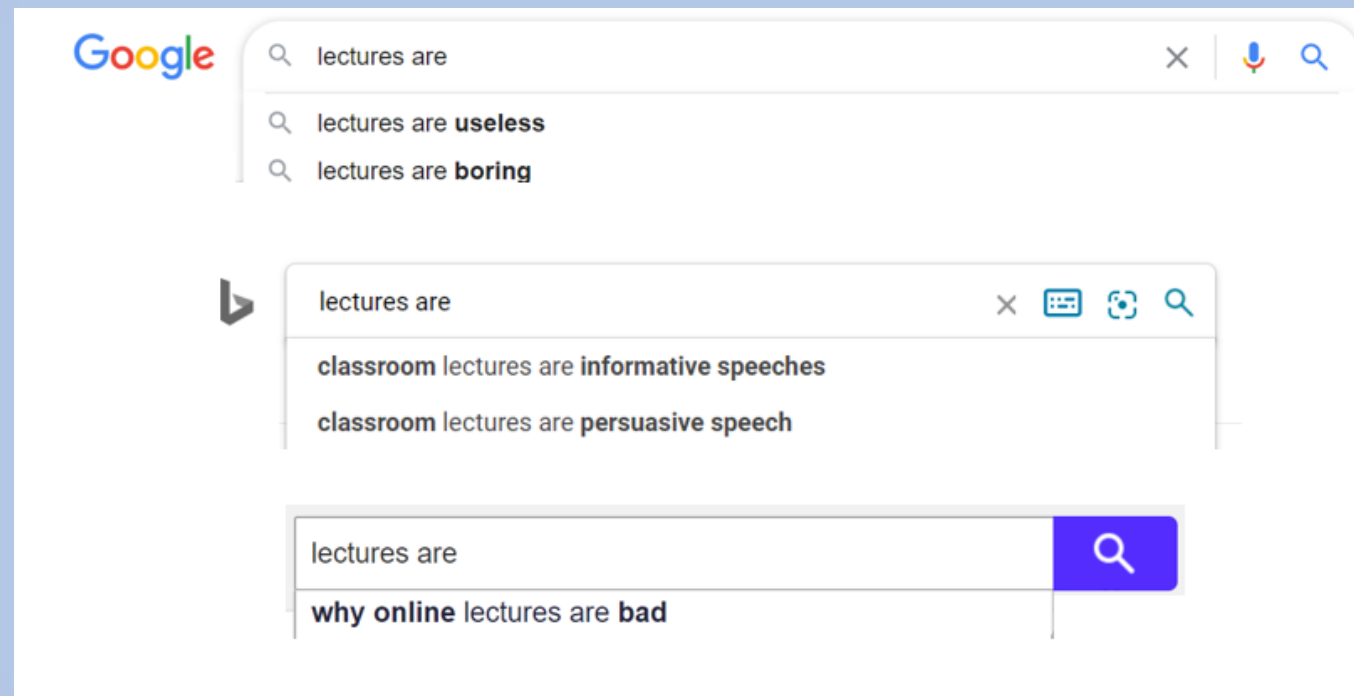 Google lectures are
lectures are useless
lectures are boring
lectures are
classroom lectures are informative speeches
classroom lectures are persuasive speech
lectures are
why online lectures are bad